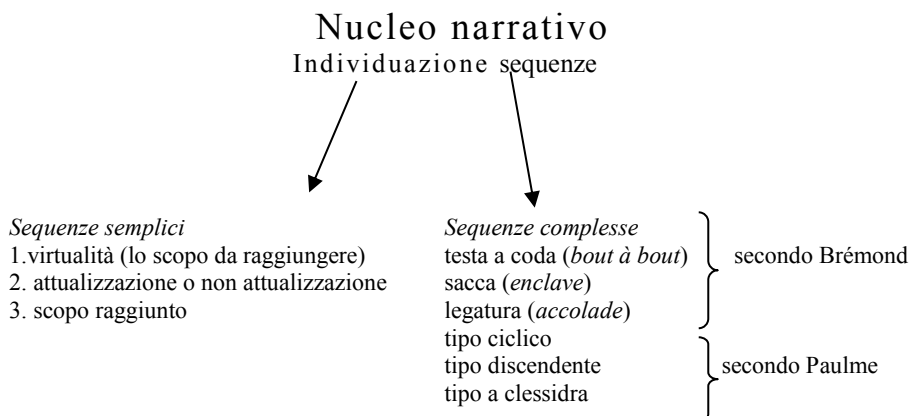 Nucleo narrativo
Individuazione sequenze
Sequenze semplici
1.virtualità (lo scopo da raggiungere)
2. attualizzazione o non attualizzazione
3. scopo raggiunto
Sequenze complesse
testa a coda (bout à bout)
sacca (enclave)
legatura (accolade)
tipo ciclico
tipo discendente
tipo a clessidra
secondo Brémond
secondo Paulme